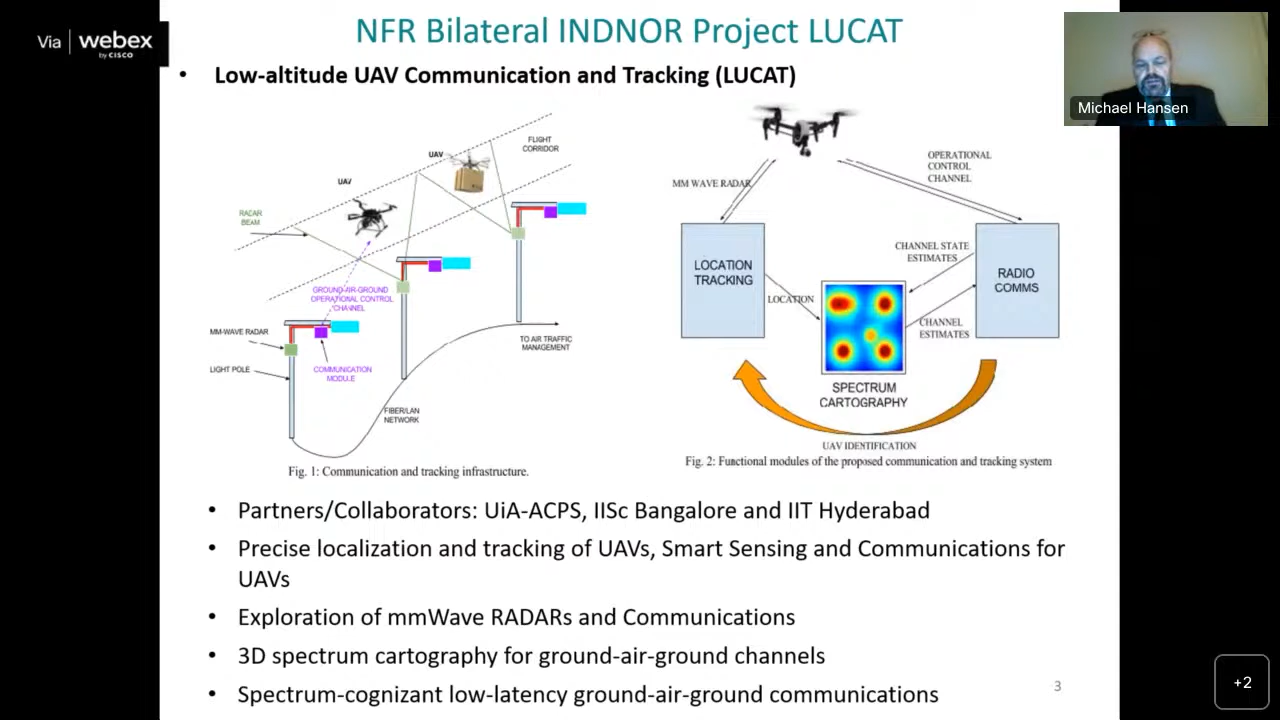 Via webex
by CISCO
NFR Bilateral INDNOR Project LUCAT
Michael Hansen
• Low-altitude UAV Communication and Tracking (LUCAT)
FLIGHT
CORRIDOR
UAV
UAV
RADAR
BEAM
GROUND-AIR-GROUND
OPERATIONAL CONTROL
CHANNEL
MM-WAVE RADAR
LIGHT POLE
COMMUNICATION
MODULE
TO AIR TRAFFIC
MANAGEMENT
FIBER/LAN
NETWORK
Fig. 1: Communication and tracking infrastructure.
OPERATIONAL
CONTROL
CHANNEL
MM WAVE RADAR
LOCATION
TRACKING
CHANNEL STATE
ESTIMATES
RADIO
COMMS
LOCATION
CHANNEL
ESTIMATES
SPECTRUM
CARTOGRAPHY
UAV IDENTIFICATION
Fig. 2: Functional modules of the proposed communication and tracking system
• Partners/Collaborators: UiA-ACPS, IISc Bangalore and IIT Hyderabad
• Precise localization and tracking of UAVs, Smart Sensing and Communications for
UAVs
• Exploration of mmWave RADARs and Communications
• 3D spectrum cartography for ground-air-ground channels
• Spectrum-cognizant low-latency ground-air-ground communications
3
+2